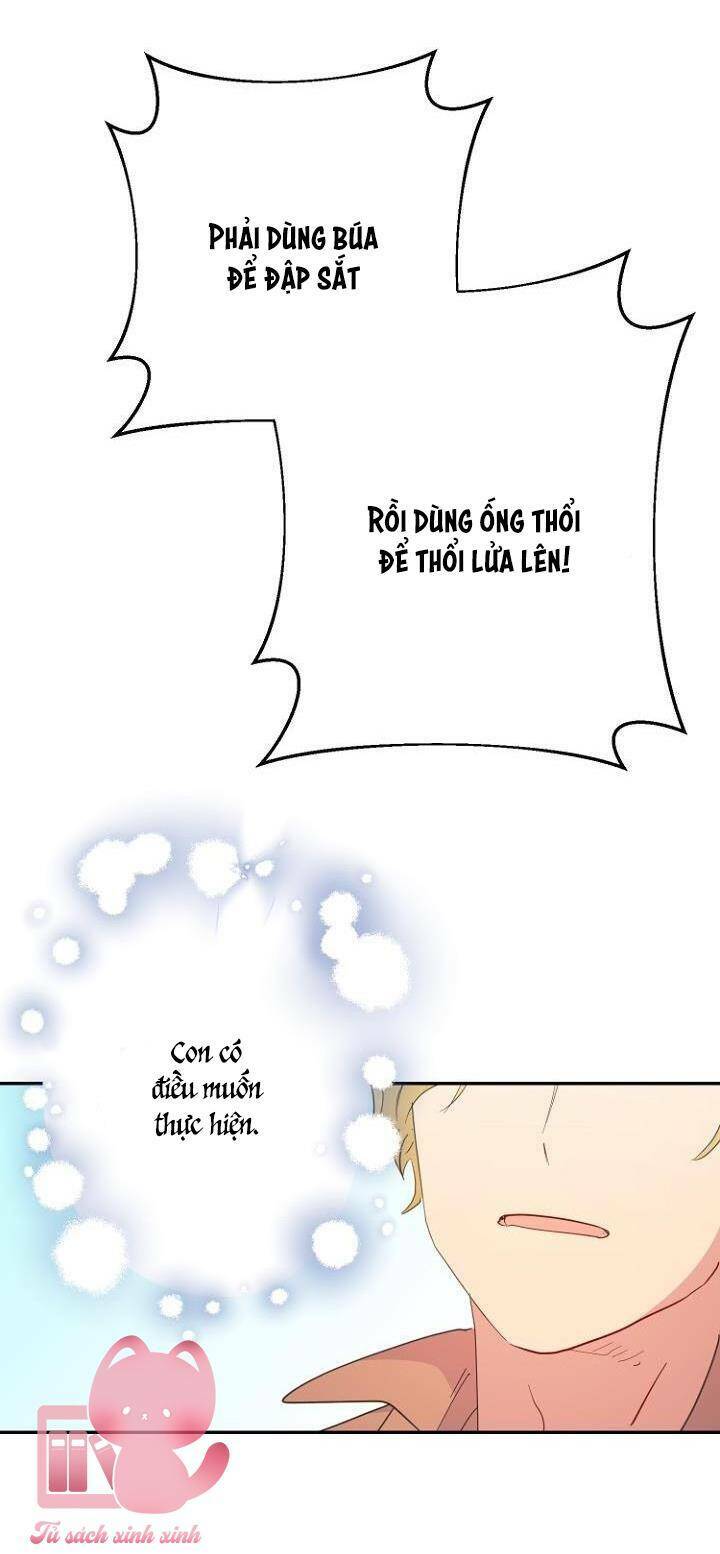 PHẢI DÙNG BÚA
ĐỂ ĐẬP SẮT
RỒI DÙNG ỐNG THỔI
ĐỂ THỔI LỬA LÊN!
Con có
điều muốn
thực hiện.
Tủ sách xinh xinh